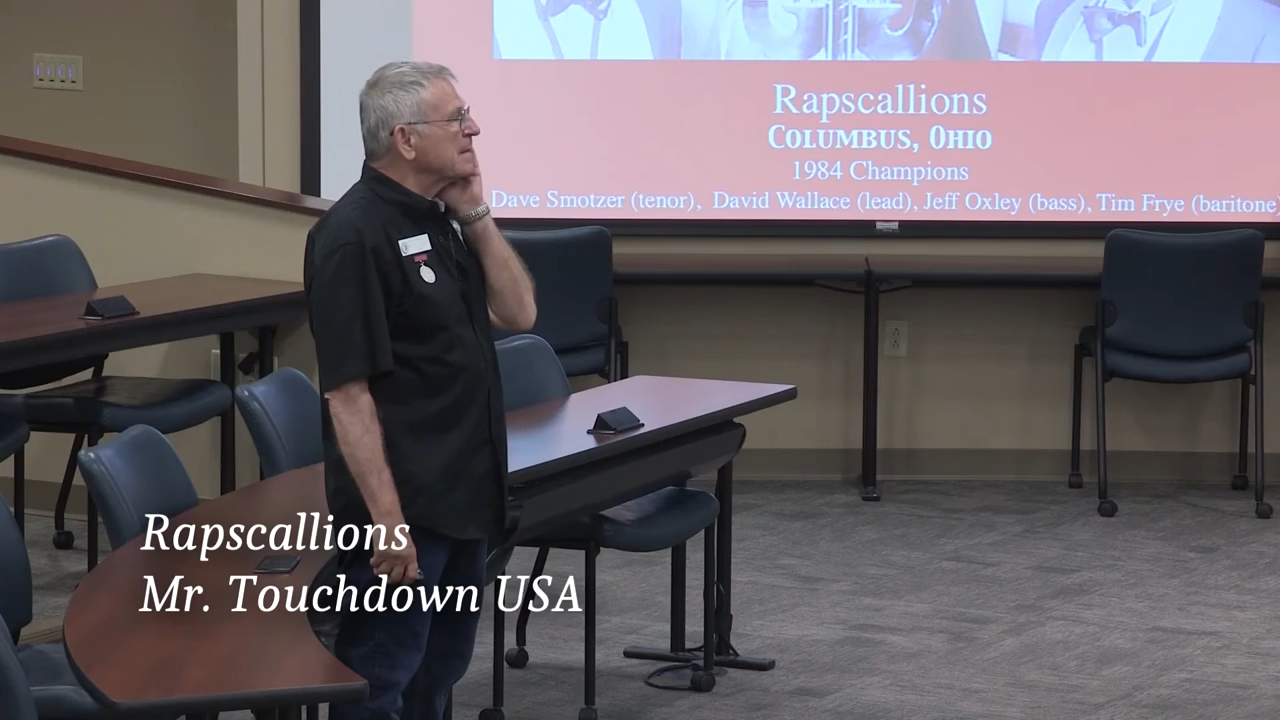 Rapscallions
COLUMBUS, OHIO
1984 Champions
Dave Smotzer (tenor), David Wallace (lead), Jeff Oxley (bass), Tim Frye (baritone)
Rapscallions
Mr. Touchdown USA